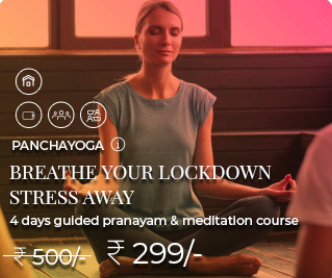 PANCHAYOGA
BREATHE YOUR LOCKDOWN
STRESS AWAY
4 days guided pranayam & meditation course
₹ 500/- ₹ 299/-